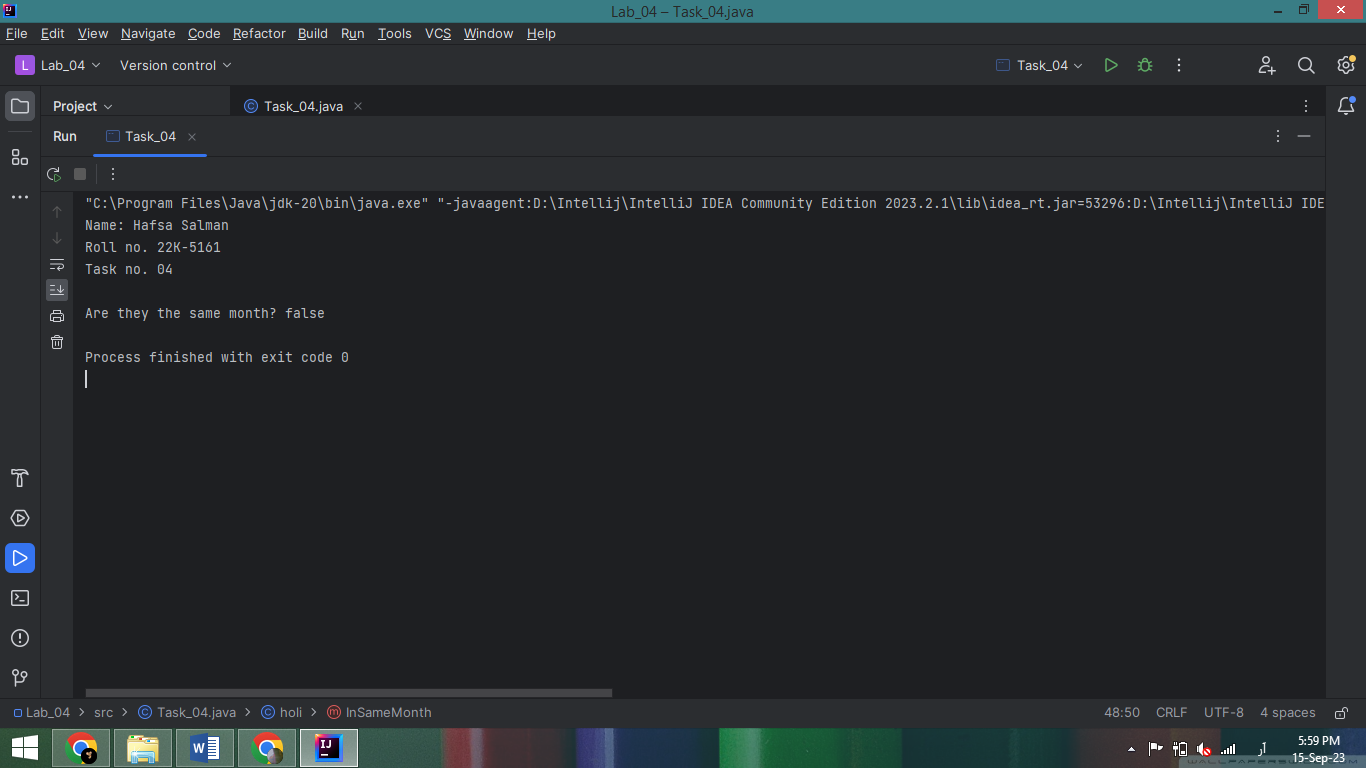 Lab_04 – Task_04.java
File Edit View Navigate Code Refactor Build Run Tools VCS Window Help
L Lab_04 Version control Task_04
Project Task_04.java
Run Task_04
"C:\Program Files\Java\jdk-20\bin\java.exe" "-javaagent:D:\Intellij\IntelliJ IDEA Community Edition 2023.2.1\lib\idea_rt.jar=53296:D:\Intellij\IntelliJ IDE
Name: Hafsa Salman
Roll no. 22K-5161
Task no. 04
Are they the same month? false
Process finished with exit code 0
Lab_04 > src > Task_04.java > holi > InSameMonth 48:50 CRLF UTF-8 4 spaces
5:59 PM
15-Sep-23